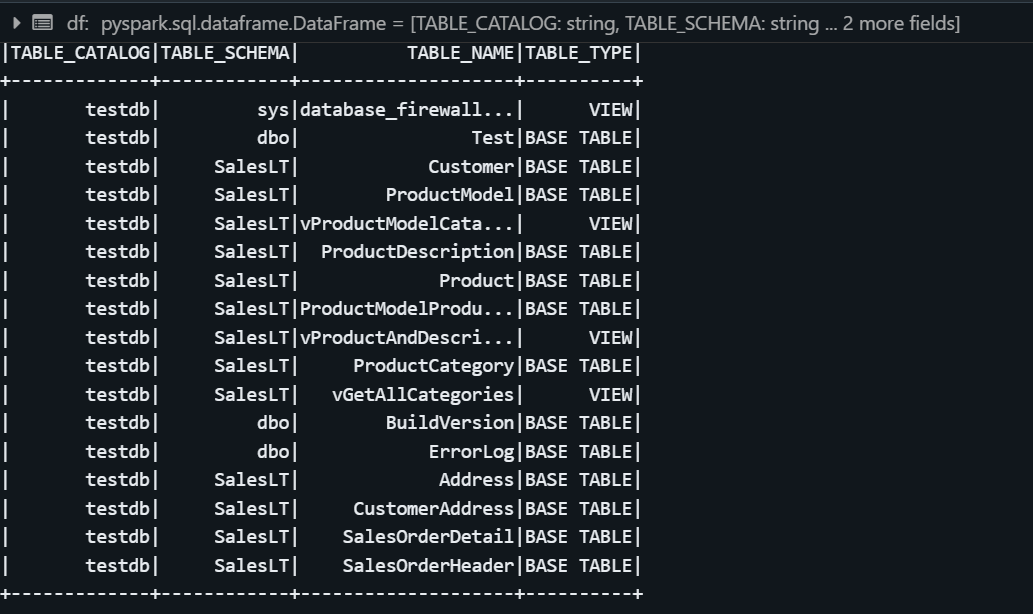 df: pyspark.sql.dataframe.DataFrame = [TABLE_CATALOG: string, TABLE_SCHEMA: string ... 2 more fields]
|TABLE_CATALOG|TABLE_SCHEMA|          TABLE_NAME|TABLE_TYPE|
+-------------+------------+--------------------+----------+
|       testdb|         sys|database_firewall...|      VIEW|
|       testdb|         dbo|                Test|BASE TABLE|
|       testdb|     SalesLT|            Customer|BASE TABLE|
|       testdb|     SalesLT|        ProductModel|BASE TABLE|
|       testdb|     SalesLT|vProductModelCata...|      VIEW|
|       testdb|     SalesLT|  ProductDescription|BASE TABLE|
|       testdb|     SalesLT|             Product|BASE TABLE|
|       testdb|     SalesLT|ProductModelProdu...|BASE TABLE|
|       testdb|     SalesLT|vProductAndDescri...|      VIEW|
|       testdb|     SalesLT|     ProductCategory|BASE TABLE|
|       testdb|     SalesLT|   vGetAllCategories|      VIEW|
|       testdb|         dbo|        BuildVersion|BASE TABLE|
|       testdb|         dbo|            ErrorLog|BASE TABLE|
|       testdb|     SalesLT|             Address|BASE TABLE|
|       testdb|     SalesLT|     CustomerAddress|BASE TABLE|
|       testdb|     SalesLT|    SalesOrderDetail|BASE TABLE|
|       testdb|     SalesLT|    SalesOrderHeader|BASE TABLE|
+-------------+------------+--------------------+----------+